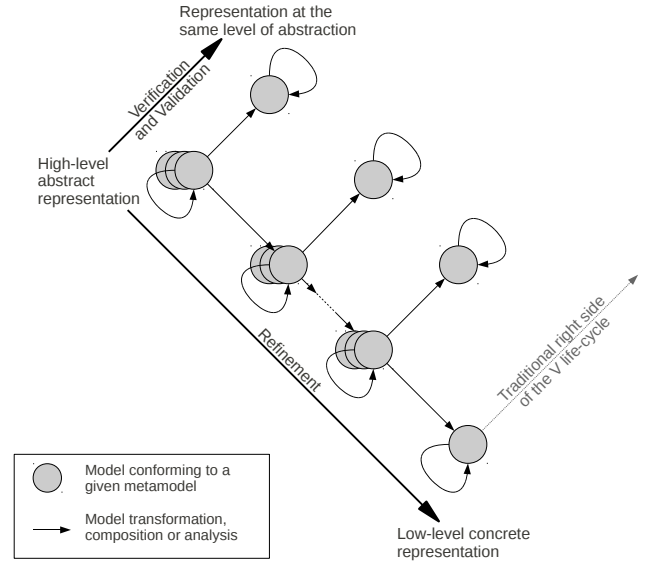 Representation at the
same level of abstraction
Verification
and Validation
High-level
abstract
representation
Refinement
Traditional right side
of the V life-cycle
Model conforming to a
given metamodel
Model transformation,
composition or analysis
Low-level concrete
representation